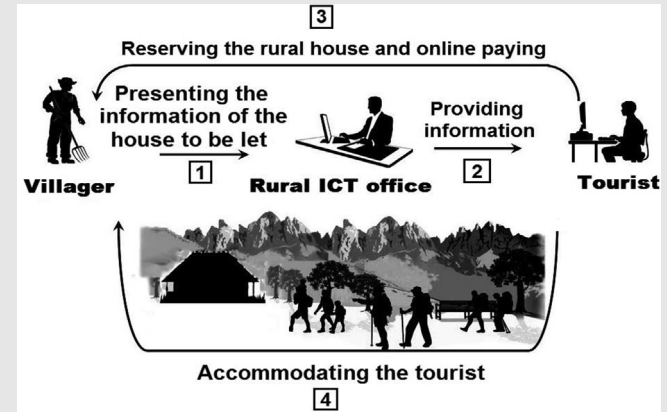 3
Reserving the rural house and online paying
Presenting the
information of the
house to be let
1
Providing
information
2
Villager
Rural ICT office
Tourist
Accommodating the tourist
4